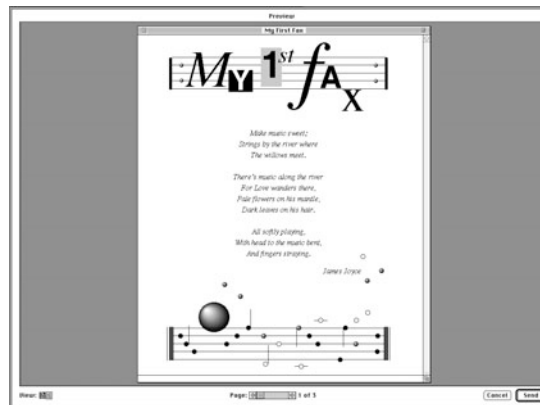 Preview
My First Fax
My 1st fAX
Make music sweet;
Strings by the river where
The willows meet.
There's music along the river
For Love wanders there,
Pale flowers on his mantle,
Dark leaves on his hair.
All softly playing,
With head to the music bent,
And fingers straying.
James Joyce
View:
Page: 1 of 3
Cancel
Send